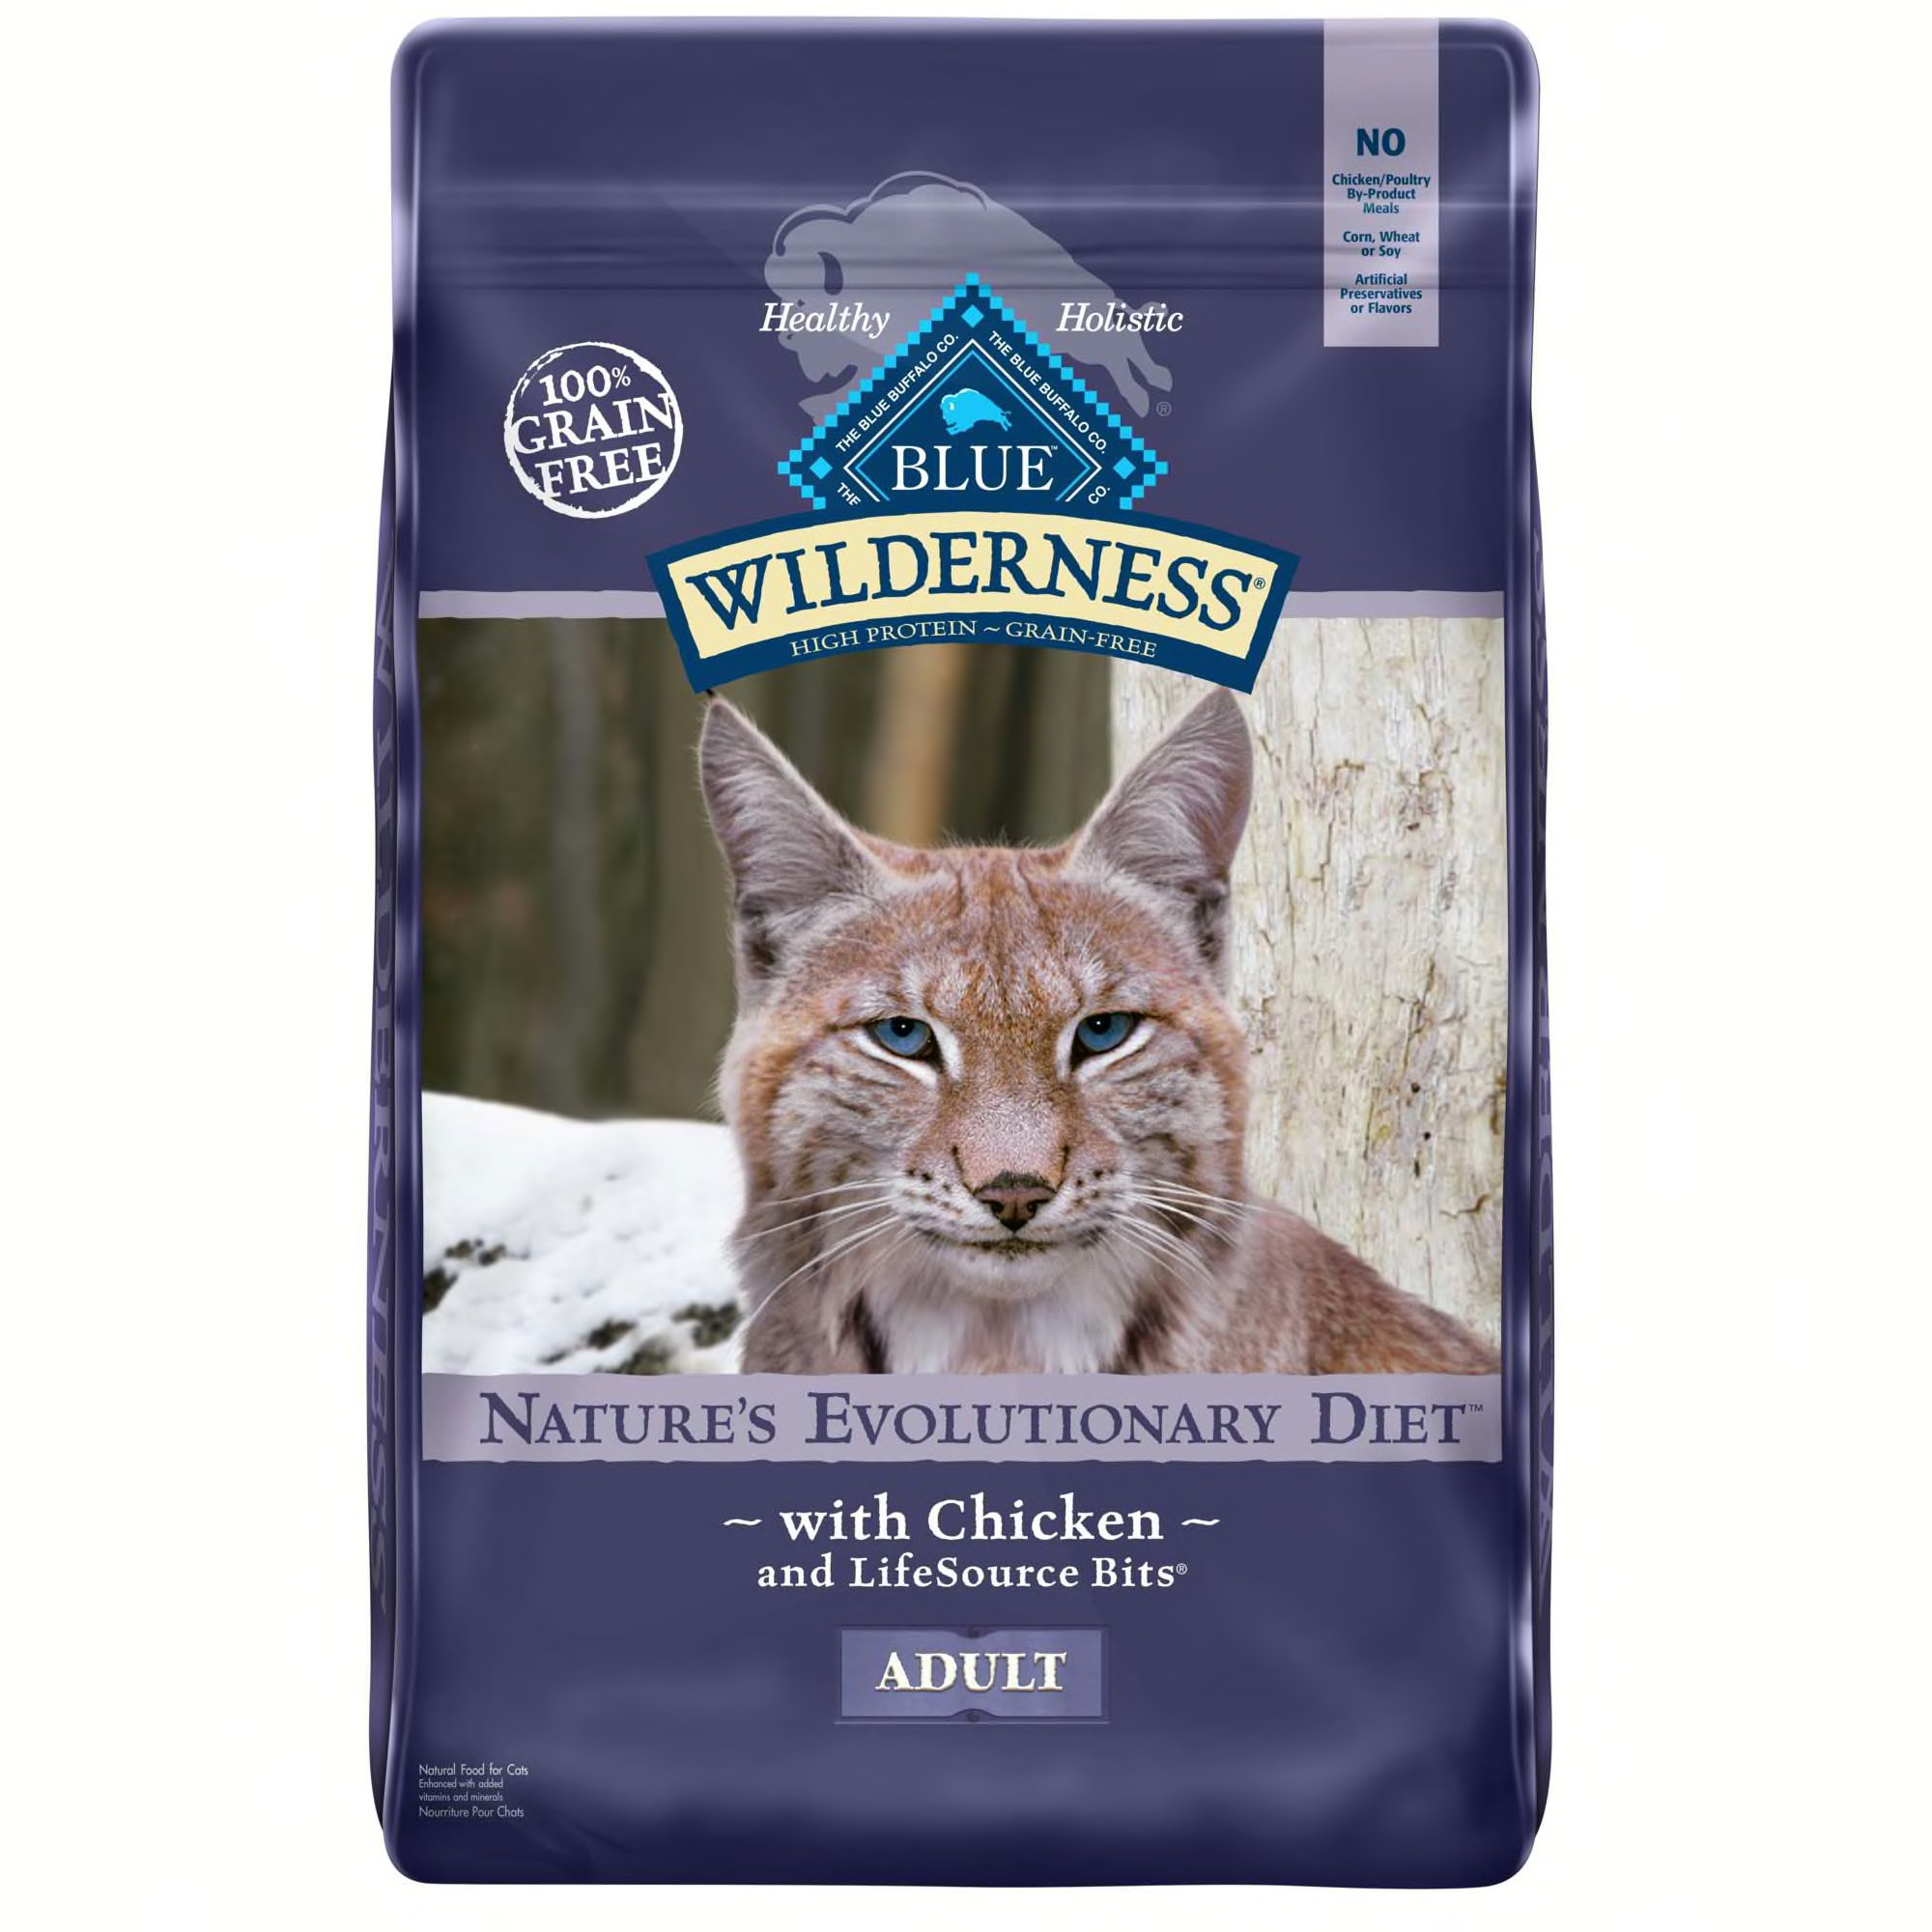 NO
Chicken/Poultry
By-Product
Meals
Corn, Wheat
or Soy
Artificial
Preservatives
or Flavors
Healthy
Holistic
100%
GRAIN
FREE
THE BLUE BUFFALO CO.
THE BLUE BUFFALO CO.
THE
CO.
BLUE™
®
WILDERNESS®
HIGH PROTEIN ~ GRAIN-FREE
NATURE'S EVOLUTIONARY DIET™
~ with Chicken ~
and LifeSource Bits®
ADULT
Natural Food for Cats
Enhanced with added
vitamins and minerals
Nourriture Pour Chats
WILDERNESS